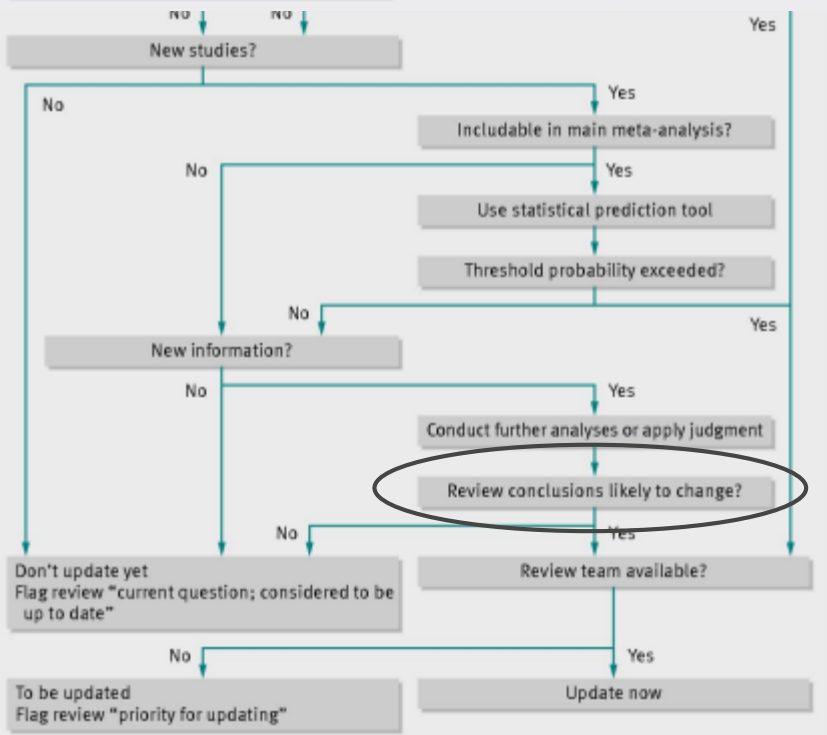 No
No
Yes
New studies?
No
Yes
Includable in main meta-analysis?
No
Yes
Use statistical prediction tool
Threshold probability exceeded?
No
Yes
New information?
No
Yes
Conduct further analyses or apply judgment
Review conclusions likely to change?
No
Yes
Don't update yet
Flag review "current question; considered to be
up to date"
Review team available?
No
Yes
To be updated
Flag review "priority for updating"
Update now